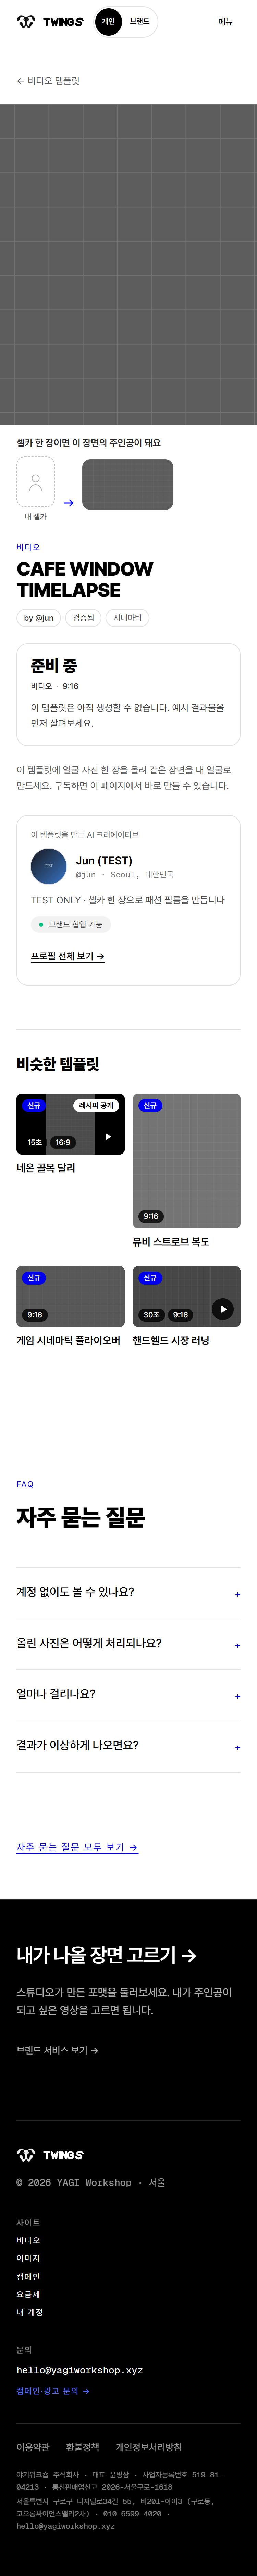 TWINGS 개인 브랜드 메뉴
← 비디오 템플릿
셀카 한 장이면 이 장면의 주인공이 돼요
→
내 셀카
비디오
CAFE WINDOW
TIMELAPSE
by @jun 검증됨 시네마틱
준비 중
비디오 9:16
이 템플릿은 아직 생성할 수 없습니다. 예시 결과물을
먼저 살펴보세요.
이 템플릿에 얼굴 사진 한 장을 올려 같은 장면을 내 얼굴로
만드세요. 구독하면 이 페이지에서 바로 만들 수 있습니다.
이 템플릿을 만든 AI 크리에이티브
Jun (TEST)
@jun · Seoul, 대한민국
TEST ONLY · 셀카 한 장으로 패션 필름을 만듭니다
브랜드 협업 가능
프로필 전체 보기 →
비슷한 템플릿
신규 레시피 공개
15초 16:9
네온 골목 달리
신규
9:16
뮤비 스트로브 복도
신규
9:16
게임 시네마틱 플라이오버
신규
30초 9:16
핸드헬드 시장 러닝
FAQ
자주 묻는 질문
계정 없이도 볼 수 있나요? +
올린 사진은 어떻게 처리되나요? +
얼마나 걸리나요? +
결과가 이상하게 나오면요? +
자주 묻는 질문 모두 보기 →
내가 나올 장면 고르기 →
스튜디오가 만든 포맷을 둘러보세요. 내가 주인공이
되고 싶은 영상을 고르면 됩니다.
브랜드 서비스 보기 →
TWINGS
© 2026 YAGI Workshop · 서울
사이트
비디오
이미지
캠페인
요금제
내 계정
문의
hello@yagiworkshop.xyz
캠페인·광고 문의 →
이용약관 환불정책 개인정보처리방침
야기워크숍 주식회사 · 대표 윤병삼 · 사업자등록번호 519-81-
04213 · 통신판매업신고 2026-서울구로-1618
서울특별시 구로구 디지털로34길 55, 비201-아이3 (구로동,
코오롱싸이언스밸리2차) · 010-6599-4020 ·
hello@yagiworkshop.xyz